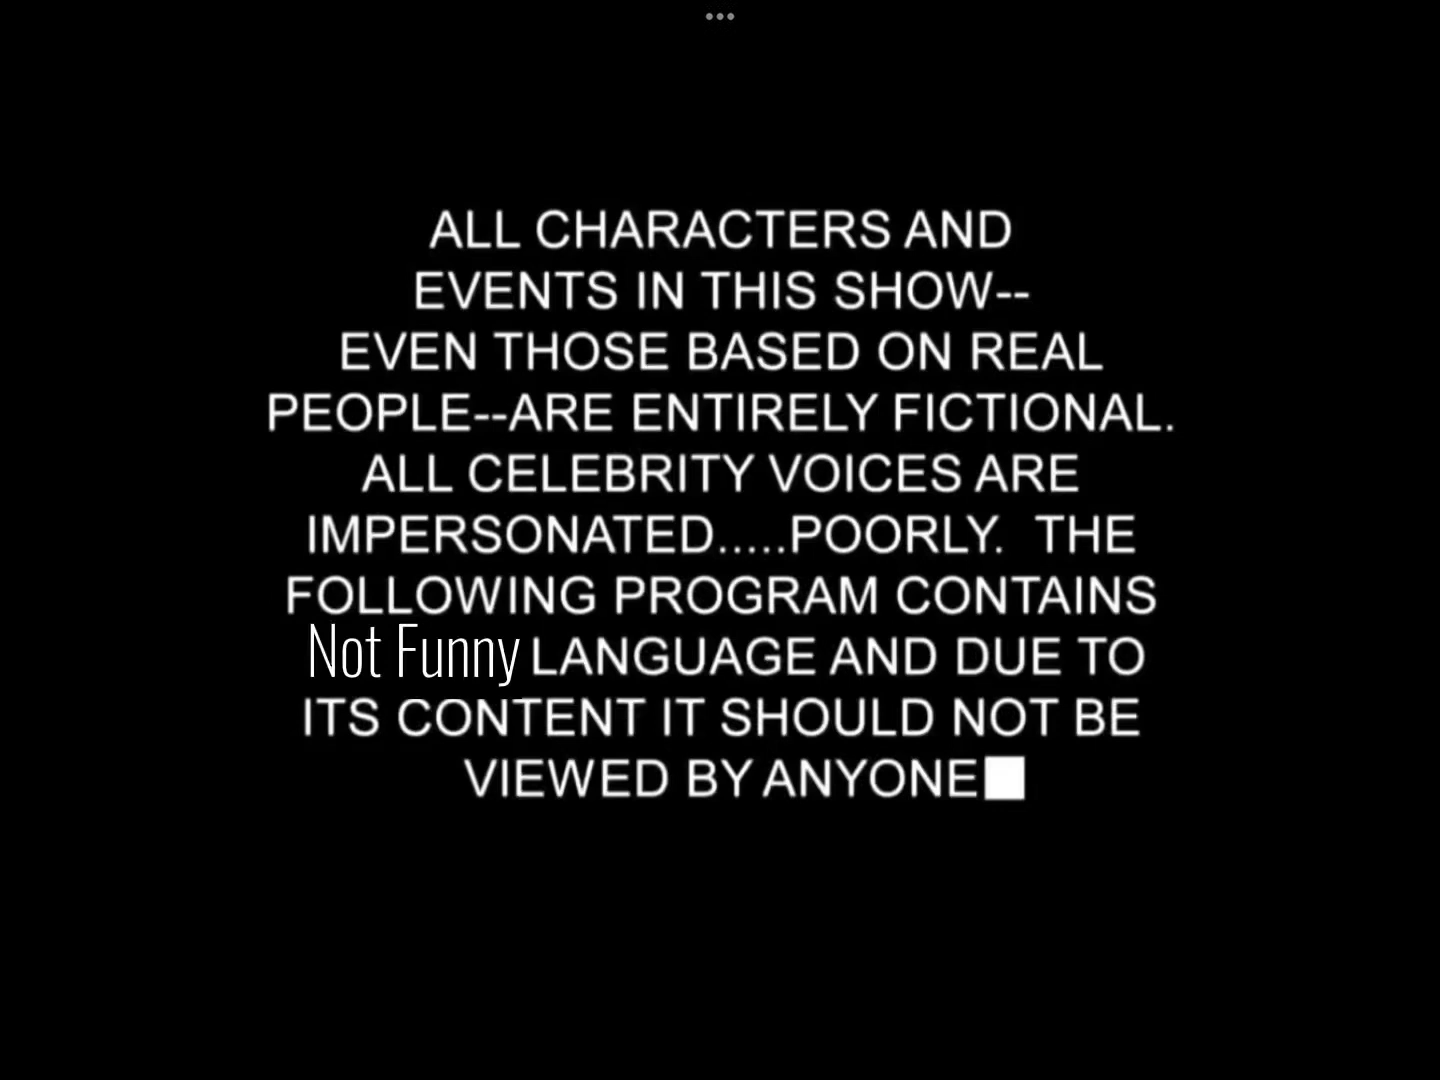 ALL CHARACTERS AND
EVENTS IN THIS SHOW--
EVEN THOSE BASED ON REAL
PEOPLE--ARE ENTIRELY FICTIONAL.
ALL CELEBRITY VOICES ARE
IMPERSONATED.....POORLY.  THE
FOLLOWING PROGRAM CONTAINS
Not Funny LANGUAGE AND DUE TO
ITS CONTENT IT SHOULD NOT BE
VIEWED BY ANYONE